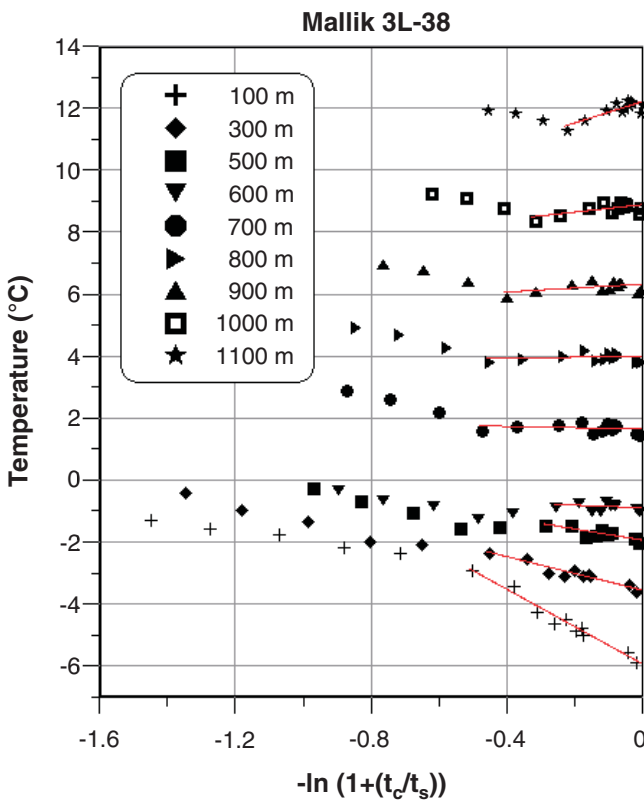 Mallik 3L-38
14
12
10
8
6
4
2
0
-2
-4
-6
100 m
300 m
500 m
600 m
700 m
800 m
900 m
1000 m
1100 m
Temperature (°C)
-1.6
-1.2
-0.8
-0.4
0
-ln (1+(tc/ts))